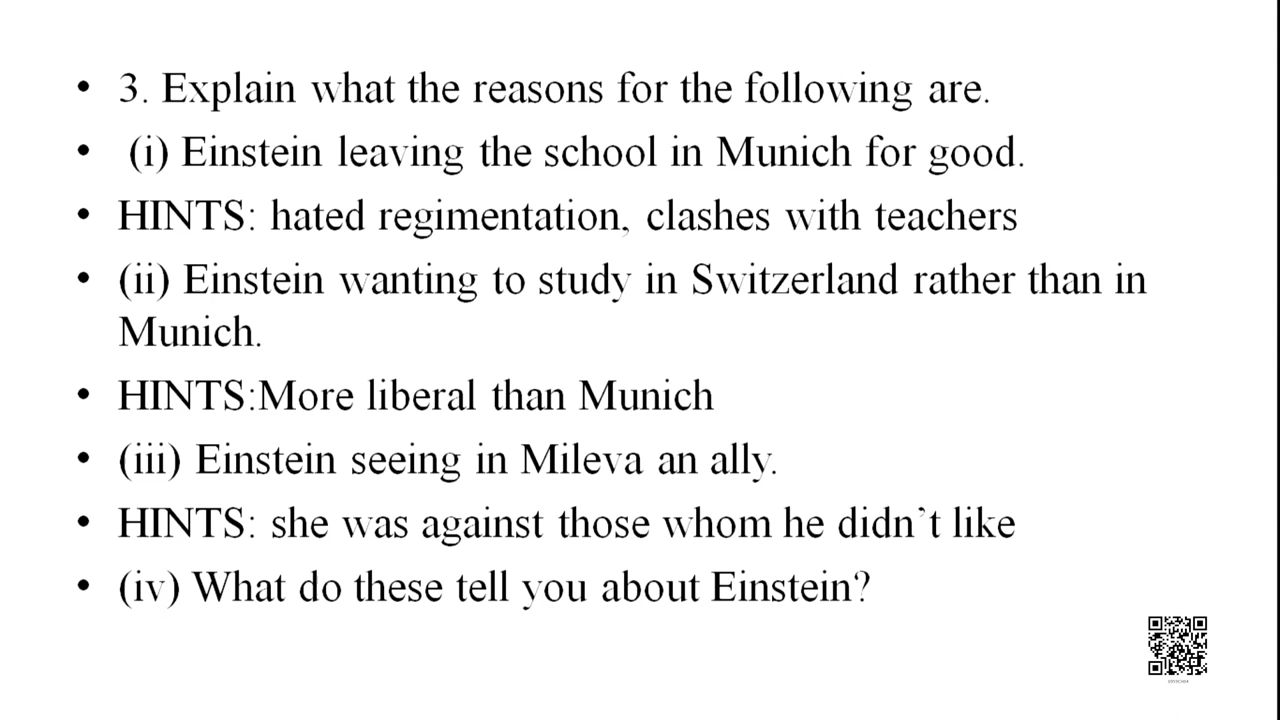 • 3. Explain what the reasons for the following are.
• (i) Einstein leaving the school in Munich for good.
• HINTS: hated regimentation, clashes with teachers
• (ii) Einstein wanting to study in Switzerland rather than in
Munich.
• HINTS:More liberal than Munich
• (iii) Einstein seeing in Mileva an ally.
• HINTS: she was against those whom he didn't like
• (iv) What do these tell you about Einstein?